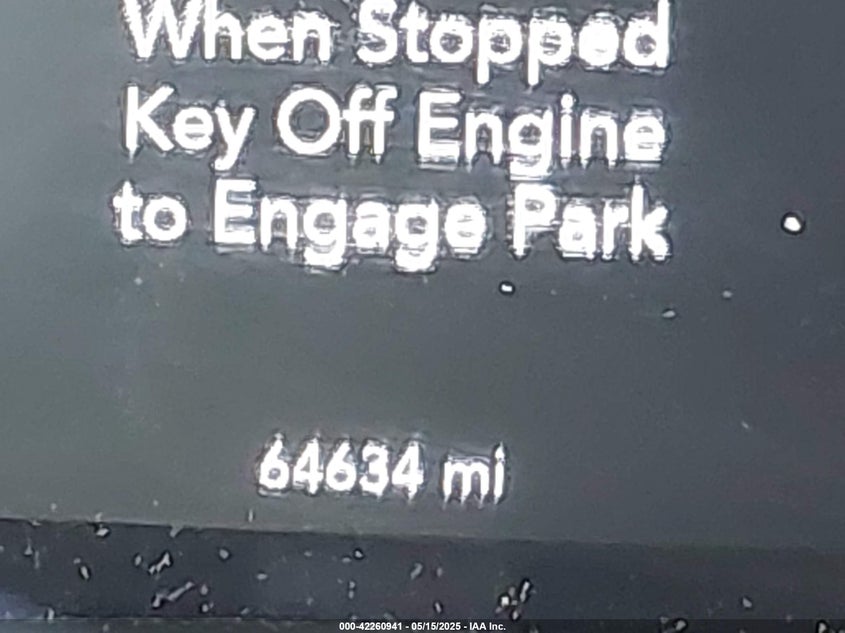 When Stopped
Key Off Engine
to Engage Park
64634 mi
000-42260941 - 05/15/2025 - IAA Inc.